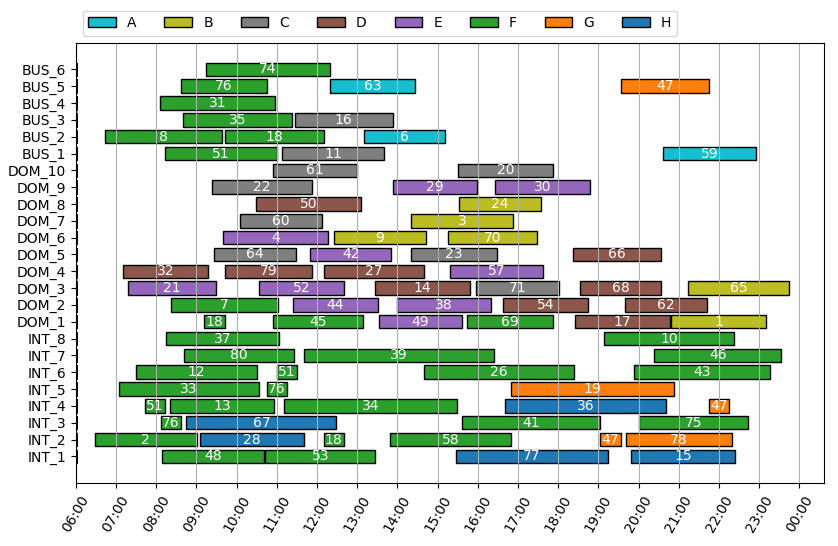 A B C D E F G H
BUS_6 74
BUS_5 76 63 47
BUS_4 31
BUS_3 35 16
BUS_2 8 18 6
BUS_1 51 11 59
DOM_10 61 20
DOM_9 22 29 30
DOM_8 50 24
DOM_7 60 3
DOM_6 4 9 70
DOM_5 64 42 23 66
DOM_4 32 79 27 57
DOM_3 21 52 14 71 68 65
DOM_2 7 44 38 54 62
DOM_1 18 45 49 69 17 1
INT_8 37 10
INT_7 80 39 46
INT_6 12 51 26 43
INT_5 33 76 19
INT_4 51 13 34 36 47
INT_3 76 67 41 75
INT_2 2 28 18 58 47 78
INT_1 48 53 77 15
06:00 07:00 08:00 09:00 10:00 11:00 12:00 13:00 14:00 15:00 16:00 17:00 18:00 19:00 20:00 21:00 22:00 23:00 00:00